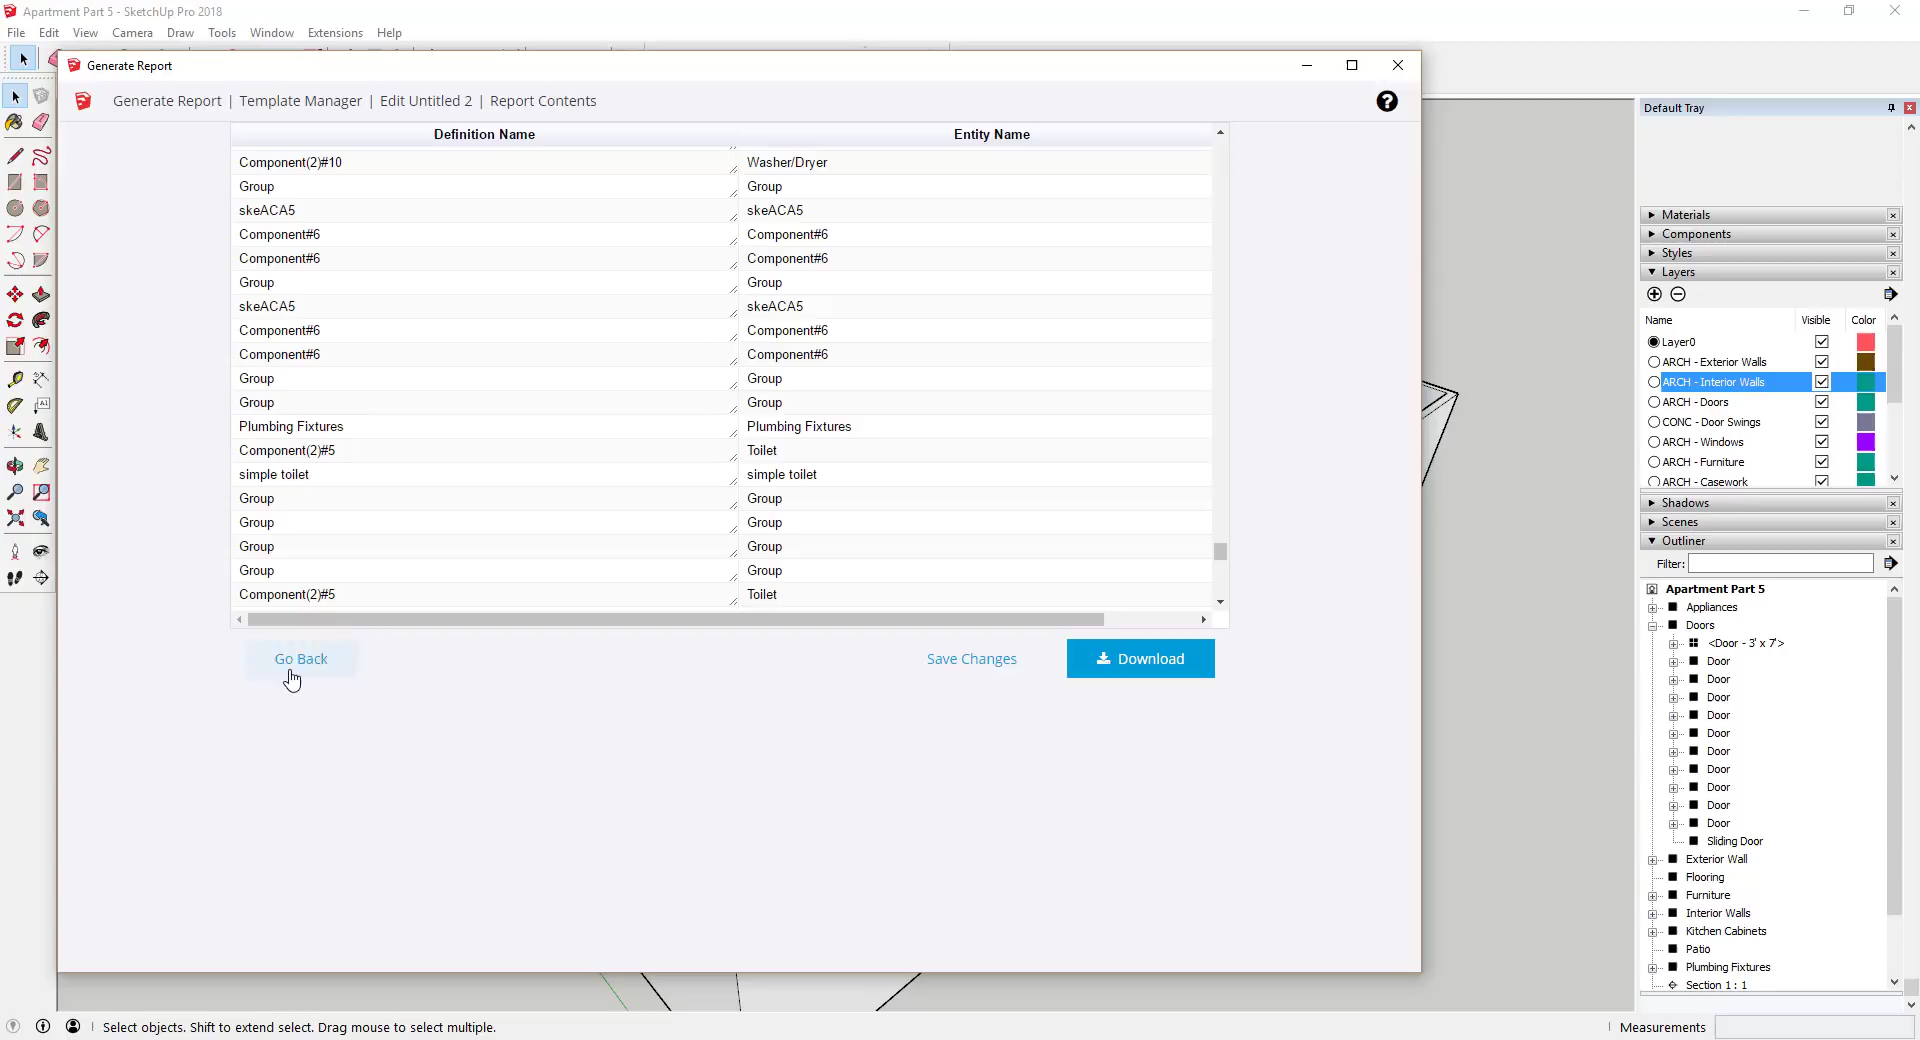 Apartment Part 5 - SketchUp Pro 2018
File Edit View Camera Draw Tools Window Extensions Help
Generate Report
Generate Report | Template Manager | Edit Untitled 2 | Report Contents
?
Definition Name Entity Name
Component(2)#10 Washer/Dryer
Group Group
skeACA5 skeACA5
Component#6 Component#6
Component#6 Component#6
Group Group
skeACA5 skeACA5
Component#6 Component#6
Component#6 Component#6
Group Group
Group Group
Plumbing Fixtures Plumbing Fixtures
Component(2)#5 Toilet
simple toilet simple toilet
Group Group
Group Group
Group Group
Group Group
Component(2)#5 Toilet
Go Back Save Changes Download
Default Tray
Materials
Components
Styles
Layers
Name Visible Color
Layer0
ARCH - Exterior Walls
ARCH - Interior Walls
ARCH - Doors
CONC - Door Swings
ARCH - Windows
ARCH - Furniture
ARCH - Casework
Shadows
Scenes
Outliner
Filter:
Apartment Part 5
Appliances
Doors
<Door - 3' x 7'>
Door
Door
Door
Door
Door
Door
Door
Door
Door
Door
Sliding Door
Exterior Wall
Flooring
Furniture
Interior Walls
Kitchen Cabinets
Patio
Plumbing Fixtures
Section 1 : 1
Select objects. Shift to extend select. Drag mouse to select multiple.
Measurements